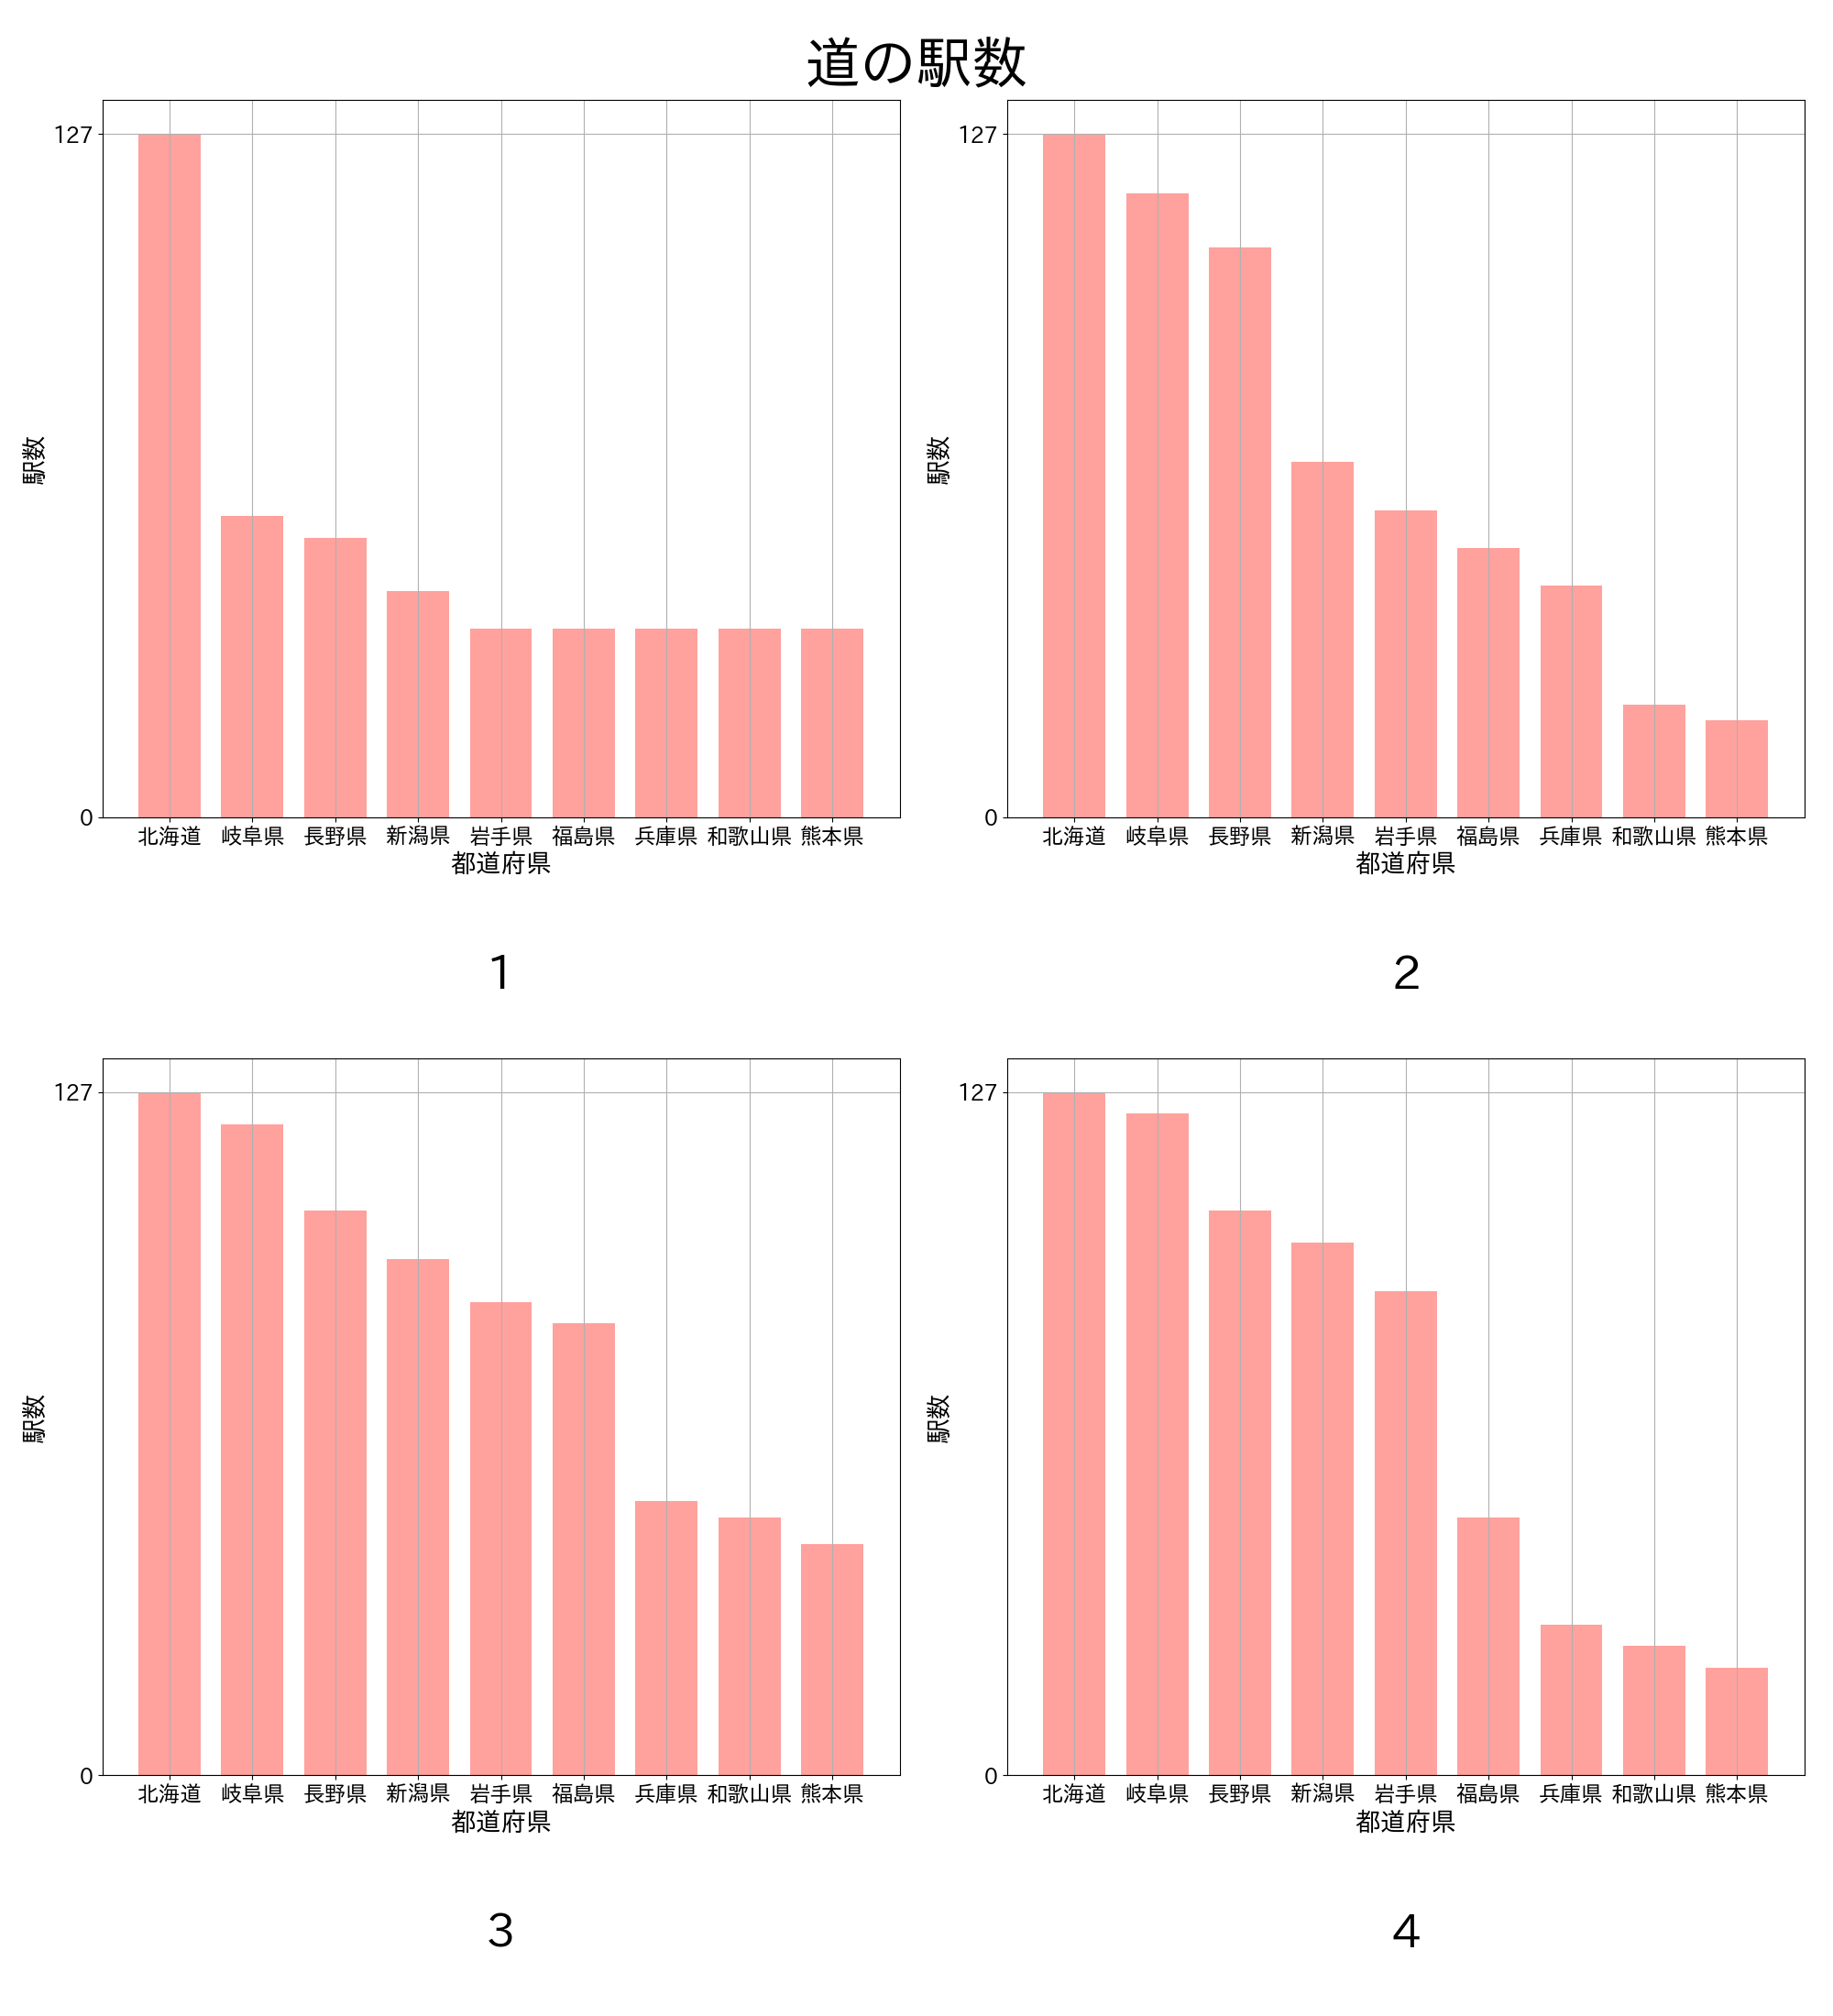 道の駅数
127
駅数
0
北海道 岐阜県 長野県 新潟県 岩手県 福島県 兵庫県 和歌山県 熊本県
都道府県
1
127
駅数
0
北海道 岐阜県 長野県 新潟県 岩手県 福島県 兵庫県 和歌山県 熊本県
都道府県
2
127
駅数
0
北海道 岐阜県 長野県 新潟県 岩手県 福島県 兵庫県 和歌山県 熊本県
都道府県
3
127
駅数
0
北海道 岐阜県 長野県 新潟県 岩手県 福島県 兵庫県 和歌山県 熊本県
都道府県
4